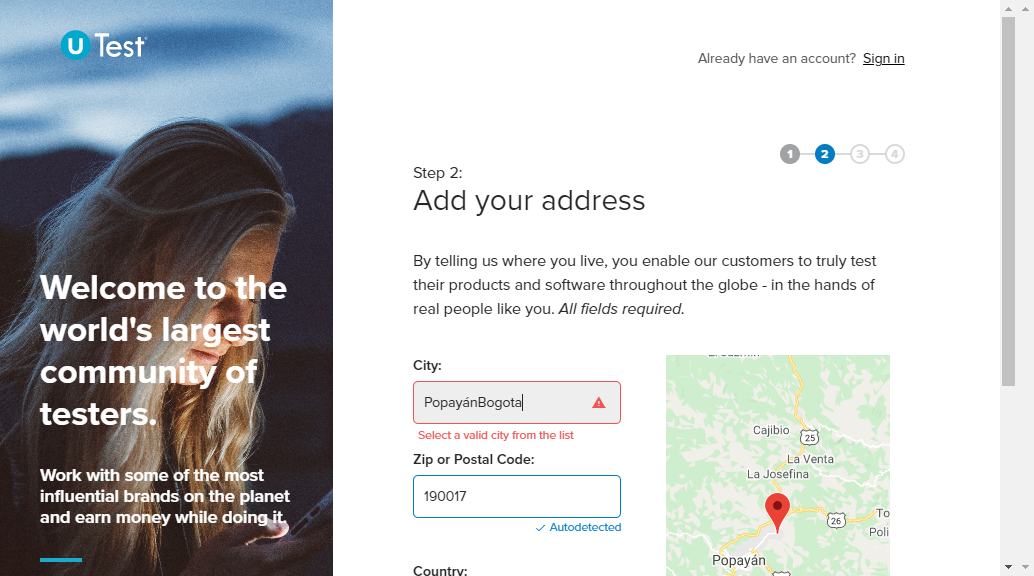 U Test
Already have an account? Sign in
1 2 3 4
Step 2:
Add your address
By telling us where you live, you enable our customers to truly test
their products and software throughout the globe - in the hands of
real people like you. All fields required.
Welcome to the
world's largest
community of
testers.
Work with some of the most
influential brands on the planet
and earn money while doing it.
City:
PopayánBogota
Select a valid city from the list
Zip or Postal Code:
190017
Autodetected
Country:
Cajibio
25
La Venta
La Josefina
26
To
Poli
Popayán